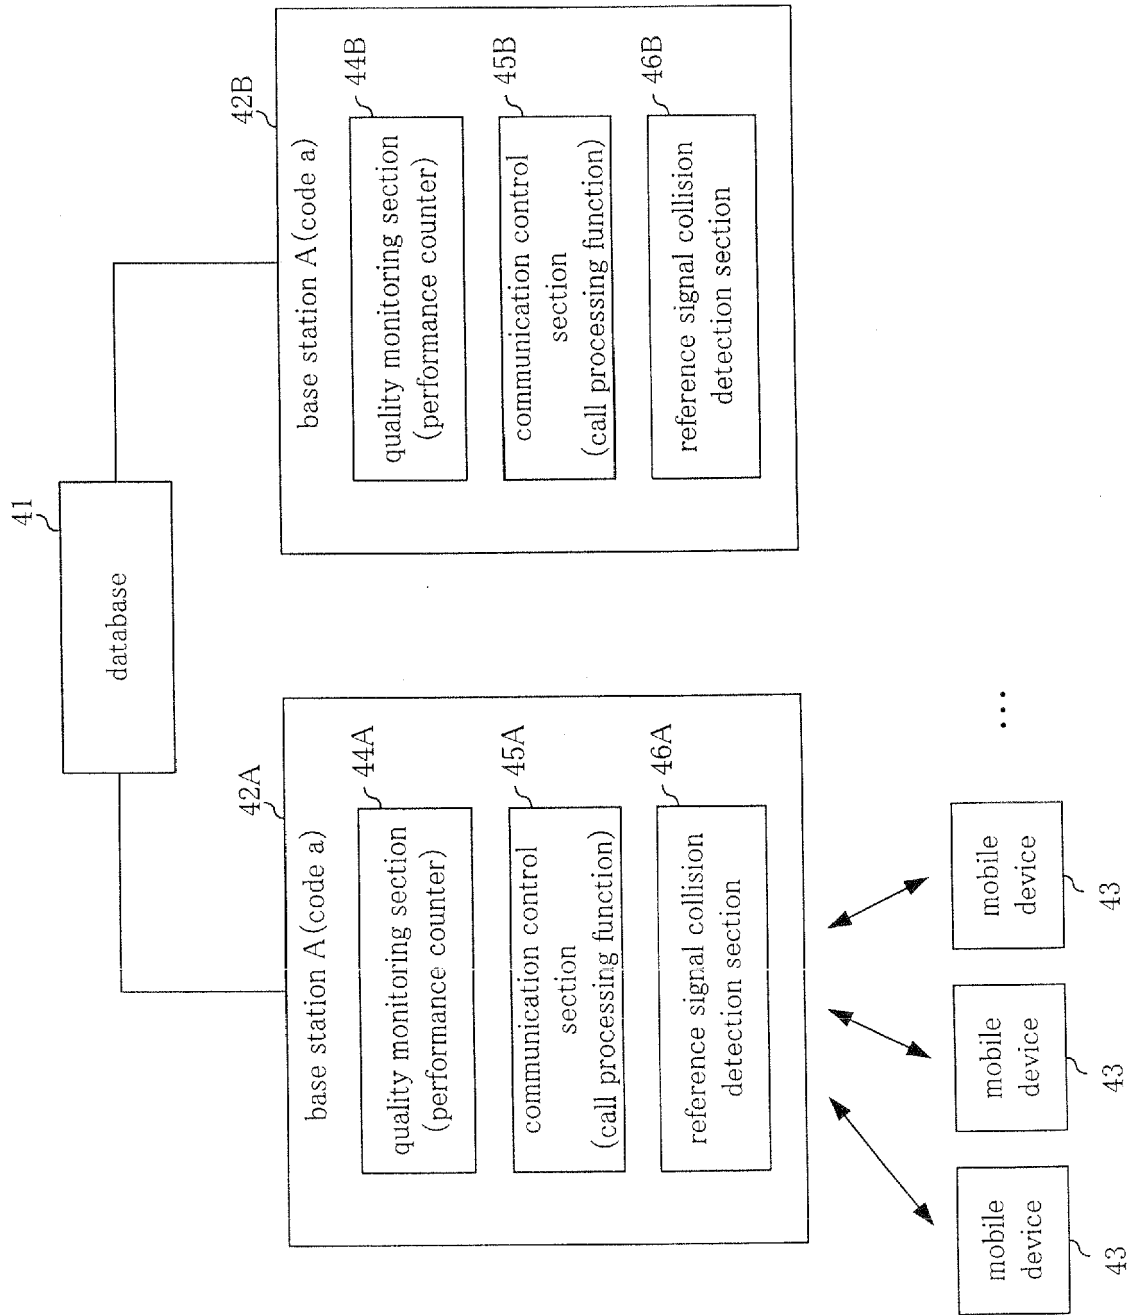 41
database
42A
base station A(code a)
44A
quality monitoring section
(performance counter)
45A
communication control
section
(call processing function)
46A
reference signal collision
detection section
42B
base station A(code a)
44B
quality monitoring section
(performance counter)
45B
communication control
section
(call processing function)
46B
reference signal collision
detection section
mobile
device
43
mobile
device
43
mobile
device
43
...